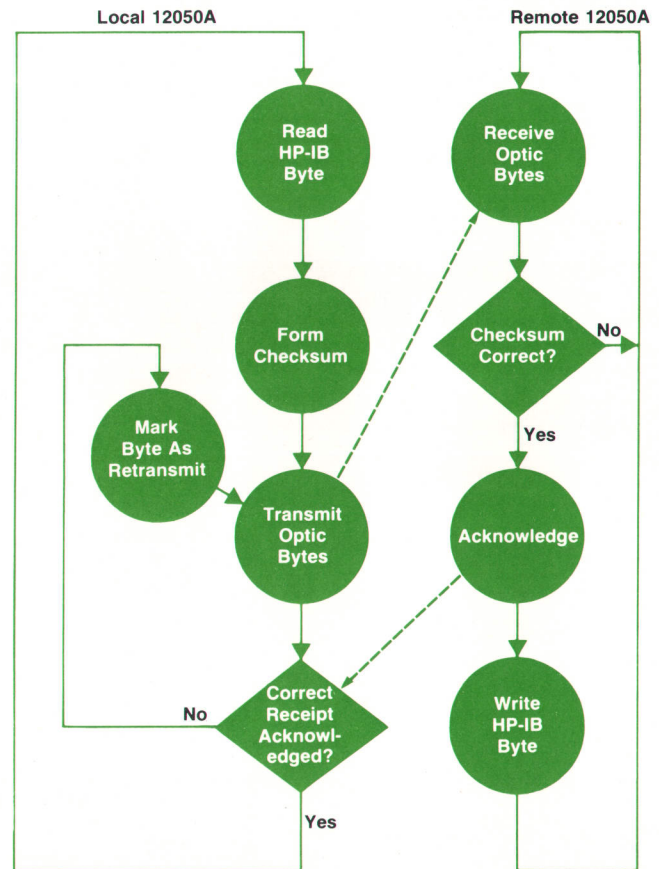 Local 12050A
Remote 12050A
Read
HP-IB
Byte
Receive
Optic
Bytes
Form
Checksum
Checksum
Correct?
No
Yes
Mark
Byte As
Retransmit
Transmit
Optic
Bytes
Acknowledge
Correct
Receipt
Acknowl-
edged?
No
Yes
Write
HP-IB
Byte